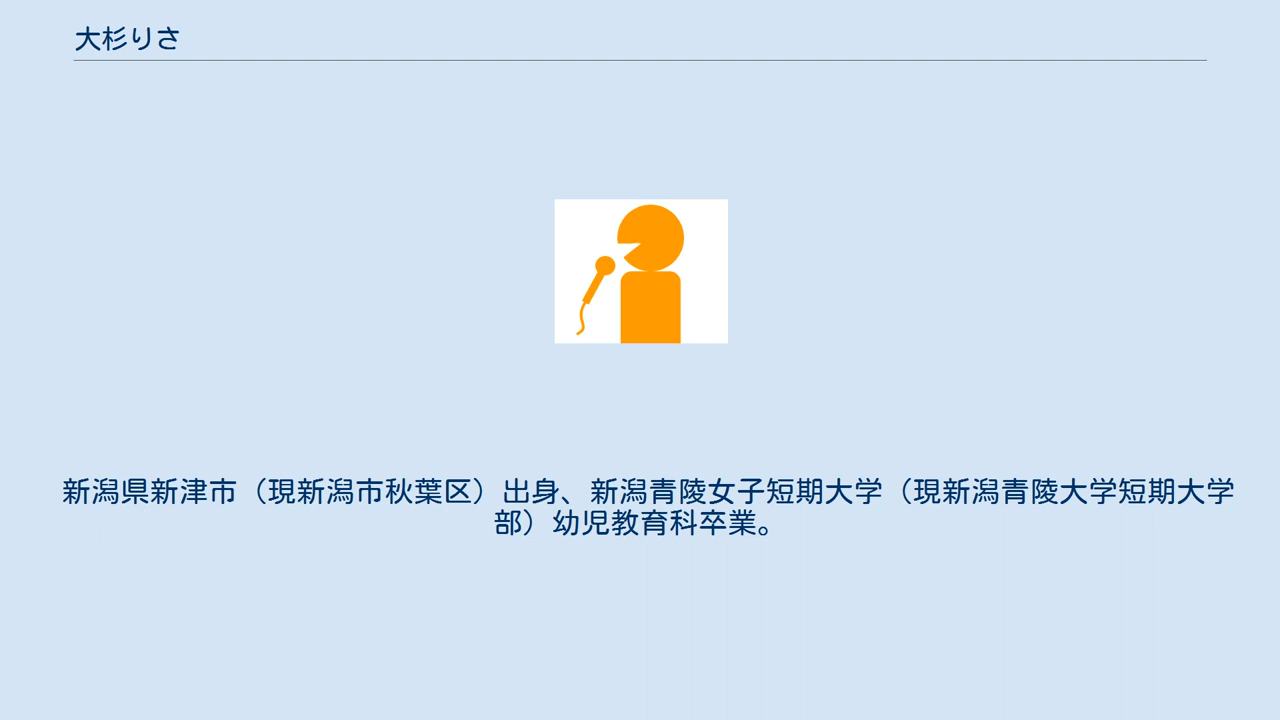 大杉りさ
新潟県新津市（現新潟市秋葉区）出身、新潟青陵女子短期大学（現新潟青陵大学短期大学
部）幼児教育科卒業。